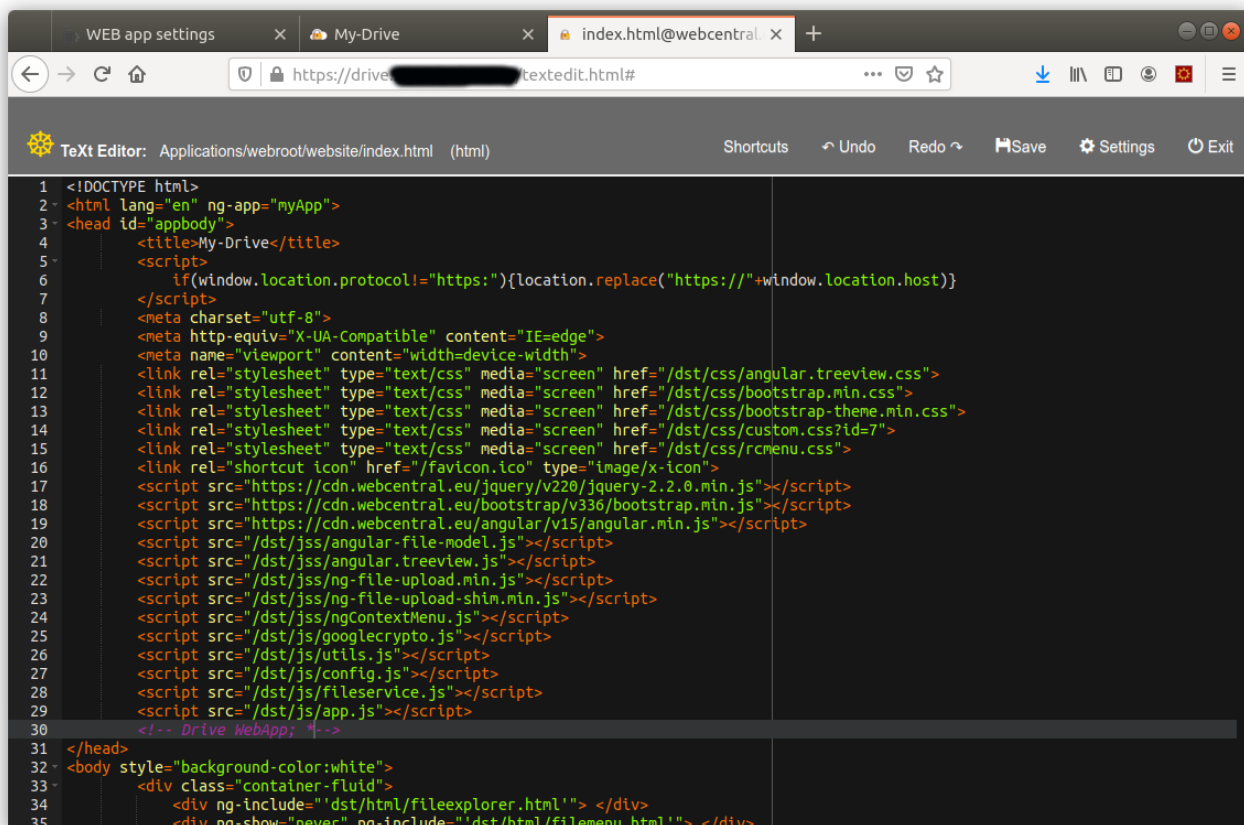 WEB app settings My-Drive index.html@webcentral.
https://drive textedit.html#
TeXt Editor: Applications/webroot/website/index.html (html) Shortcuts Undo Redo Save Settings Exit
1 <!DOCTYPE html>
2 <html lang="en" ng-app="myApp">
3 <head id="appbody">
4 <title>My-Drive</title>
5 <script>
6 if(window.location.protocol!="https:"){location.replace("https://"+window.location.host)}
7 </script>
8 <meta charset="utf-8">
9 <meta http-equiv="X-UA-Compatible" content="IE=edge">
10 <meta name="viewport" content="width=device-width">
11 <link rel="stylesheet" type="text/css" media="screen" href="/dst/css/angular.treeview.css">
12 <link rel="stylesheet" type="text/css" media="screen" href="/dst/css/bootstrap.min.css">
13 <link rel="stylesheet" type="text/css" media="screen" href="/dst/css/bootstrap-theme.min.css">
14 <link rel="stylesheet" type="text/css" media="screen" href="/dst/css/custom.css?id=7">
15 <link rel="stylesheet" type="text/css" media="screen" href="/dst/css/rcmenu.css">
16 <link rel="shortcut icon" href="/favicon.ico" type="image/x-icon">
17 <script src="https://cdn.webcentral.eu/jquery/v220/jquery-2.2.0.min.js"></script>
18 <script src="https://cdn.webcentral.eu/bootstrap/v336/bootstrap.min.js"></script>
19 <script src="https://cdn.webcentral.eu/angular/v15/angular.min.js"></script>
20 <script src="/dst/jss/angular-file-model.js"></script>
21 <script src="/dst/jss/angular.treeview.js"></script>
22 <script src="/dst/jss/ng-file-upload.min.js"></script>
23 <script src="/dst/jss/ng-file-upload-shim.min.js"></script>
24 <script src="/dst/jss/ngContextMenu.js"></script>
25 <script src="/dst/js/googlecrypto.js"></script>
26 <script src="/dst/js/utils.js"></script>
27 <script src="/dst/js/config.js"></script>
28 <script src="/dst/js/fileservice.js"></script>
29 <script src="/dst/js/app.js"></script>
30 <!-- Drive WebApp; *-->
31 </head>
32 <body style="background-color:white">
33 <div class="container-fluid">
34 <div ng-include="'dst/html/fileexplorer.html'"> </div>
35 <div ng-show="never" ng-include="'dst/html/filemenu.html'"> </div>